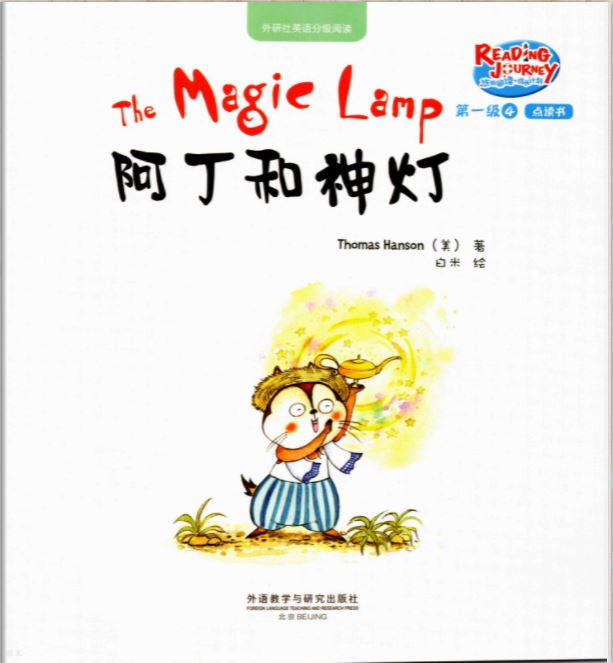 外研社英语分级阅读
READING
JOURNEY
The Magic Lamp
第一级 4 点读书
阿丁和神灯
Thomas Hanson (美) 著
白米 绘
外语教学与研究出版社
FOREIGN LANGUAGE TEACHING AND RESEARCH PRESS
北京 BEIJING